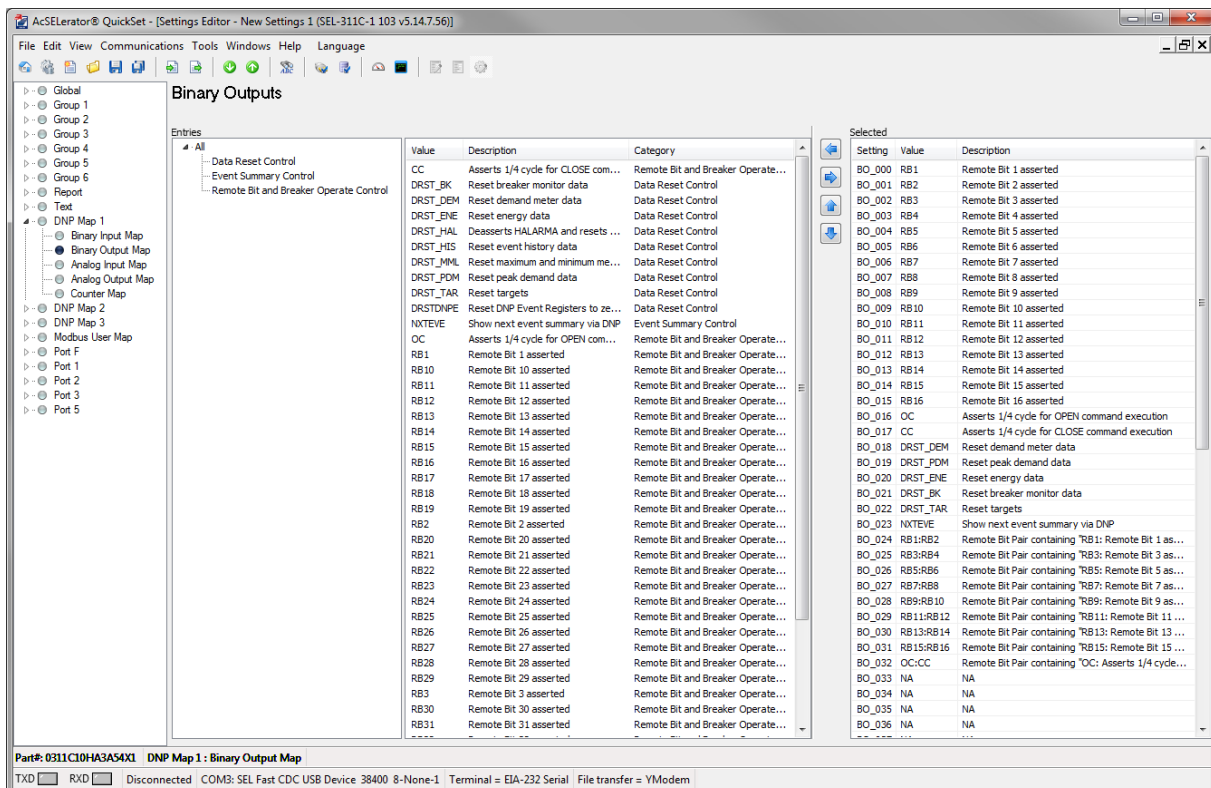 AcSELerator® QuickSet - [Settings Editor - New Settings 1 (SEL-311C-1 103 v5.14.7.56)]
File Edit View Communications Tools Windows Help Language
Global
Group 1
Group 2
Group 3
Group 4
Group 5
Group 6
Report
Text
DNP Map 1
Binary Input Map
Binary Output Map
Analog Input Map
Analog Output Map
Counter Map
DNP Map 2
DNP Map 3
Modbus User Map
Port F
Port 1
Port 2
Port 3
Port 5
Binary Outputs
Entries
All
Data Reset Control
Event Summary Control
Remote Bit and Breaker Operate Control
Value Description Category
CC Asserts 1/4 cycle for CLOSE com... Remote Bit and Breaker Operate...
DRST_BK Reset breaker monitor data Data Reset Control
DRST_DEM Reset demand meter data Data Reset Control
DRST_ENE Reset energy data Data Reset Control
DRST_HAL Deasserts HALARMA and resets ... Data Reset Control
DRST_HIS Reset event history data Data Reset Control
DRST_MML Reset maximum and minimum me... Data Reset Control
DRST_PDM Reset peak demand data Data Reset Control
DRST_TAR Reset targets Data Reset Control
DRSTDNPE Reset DNP Event Registers to ze... Data Reset Control
NXTEVE Show next event summary via DNP Event Summary Control
OC Asserts 1/4 cycle for OPEN com... Remote Bit and Breaker Operate...
RB1 Remote Bit 1 asserted Remote Bit and Breaker Operate...
RB10 Remote Bit 10 asserted Remote Bit and Breaker Operate...
RB11 Remote Bit 11 asserted Remote Bit and Breaker Operate...
RB12 Remote Bit 12 asserted Remote Bit and Breaker Operate...
RB13 Remote Bit 13 asserted Remote Bit and Breaker Operate...
RB14 Remote Bit 14 asserted Remote Bit and Breaker Operate...
RB15 Remote Bit 15 asserted Remote Bit and Breaker Operate...
RB16 Remote Bit 16 asserted Remote Bit and Breaker Operate...
RB17 Remote Bit 17 asserted Remote Bit and Breaker Operate...
RB18 Remote Bit 18 asserted Remote Bit and Breaker Operate...
RB19 Remote Bit 19 asserted Remote Bit and Breaker Operate...
RB2 Remote Bit 2 asserted Remote Bit and Breaker Operate...
RB20 Remote Bit 20 asserted Remote Bit and Breaker Operate...
RB21 Remote Bit 21 asserted Remote Bit and Breaker Operate...
RB22 Remote Bit 22 asserted Remote Bit and Breaker Operate...
RB23 Remote Bit 23 asserted Remote Bit and Breaker Operate...
RB24 Remote Bit 24 asserted Remote Bit and Breaker Operate...
RB25 Remote Bit 25 asserted Remote Bit and Breaker Operate...
RB26 Remote Bit 26 asserted Remote Bit and Breaker Operate...
RB27 Remote Bit 27 asserted Remote Bit and Breaker Operate...
RB28 Remote Bit 28 asserted Remote Bit and Breaker Operate...
RB29 Remote Bit 29 asserted Remote Bit and Breaker Operate...
RB3 Remote Bit 3 asserted Remote Bit and Breaker Operate...
RB30 Remote Bit 30 asserted Remote Bit and Breaker Operate...
RB31 Remote Bit 31 asserted Remote Bit and Breaker Operate...
Selected
Setting Value Description
BO_000 RB1 Remote Bit 1 asserted
BO_001 RB2 Remote Bit 2 asserted
BO_002 RB3 Remote Bit 3 asserted
BO_003 RB4 Remote Bit 4 asserted
BO_004 RB5 Remote Bit 5 asserted
BO_005 RB6 Remote Bit 6 asserted
BO_006 RB7 Remote Bit 7 asserted
BO_007 RB8 Remote Bit 8 asserted
BO_008 RB9 Remote Bit 9 asserted
BO_009 RB10 Remote Bit 10 asserted
BO_010 RB11 Remote Bit 11 asserted
BO_011 RB12 Remote Bit 12 asserted
BO_012 RB13 Remote Bit 13 asserted
BO_013 RB14 Remote Bit 14 asserted
BO_014 RB15 Remote Bit 15 asserted
BO_015 RB16 Remote Bit 16 asserted
BO_016 OC Asserts 1/4 cycle for OPEN command execution
BO_017 CC Asserts 1/4 cycle for CLOSE command execution
BO_018 DRST_DEM Reset demand meter data
BO_019 DRST_PDM Reset peak demand data
BO_020 DRST_ENE Reset energy data
BO_021 DRST_BK Reset breaker monitor data
BO_022 DRST_TAR Reset targets
BO_023 NXTEVE Show next event summary via DNP
BO_024 RB1:RB2 Remote Bit Pair containing "RB1: Remote Bit 1 as...
BO_025 RB3:RB4 Remote Bit Pair containing "RB3: Remote Bit 3 as...
BO_026 RB5:RB6 Remote Bit Pair containing "RB5: Remote Bit 5 as...
BO_027 RB7:RB8 Remote Bit Pair containing "RB7: Remote Bit 7 as...
BO_028 RB9:RB10 Remote Bit Pair containing "RB9: Remote Bit 9 as...
BO_029 RB11:RB12 Remote Bit Pair containing "RB11: Remote Bit 11 ...
BO_030 RB13:RB14 Remote Bit Pair containing "RB13: Remote Bit 13 ...
BO_031 RB15:RB16 Remote Bit Pair containing "RB15: Remote Bit 15 ...
BO_032 OC:CC Remote Bit Pair containing "OC: Asserts 1/4 cycle...
BO_033 NA NA
BO_034 NA NA
BO_035 NA NA
BO_036 NA NA
Part#: 0311C10HA3A54X1 DNP Map 1 : Binary Output Map
TXD RXD Disconnected COM3: SEL Fast CDC USB Device 38400 8-None-1 Terminal = EIA-232 Serial File transfer = YModem